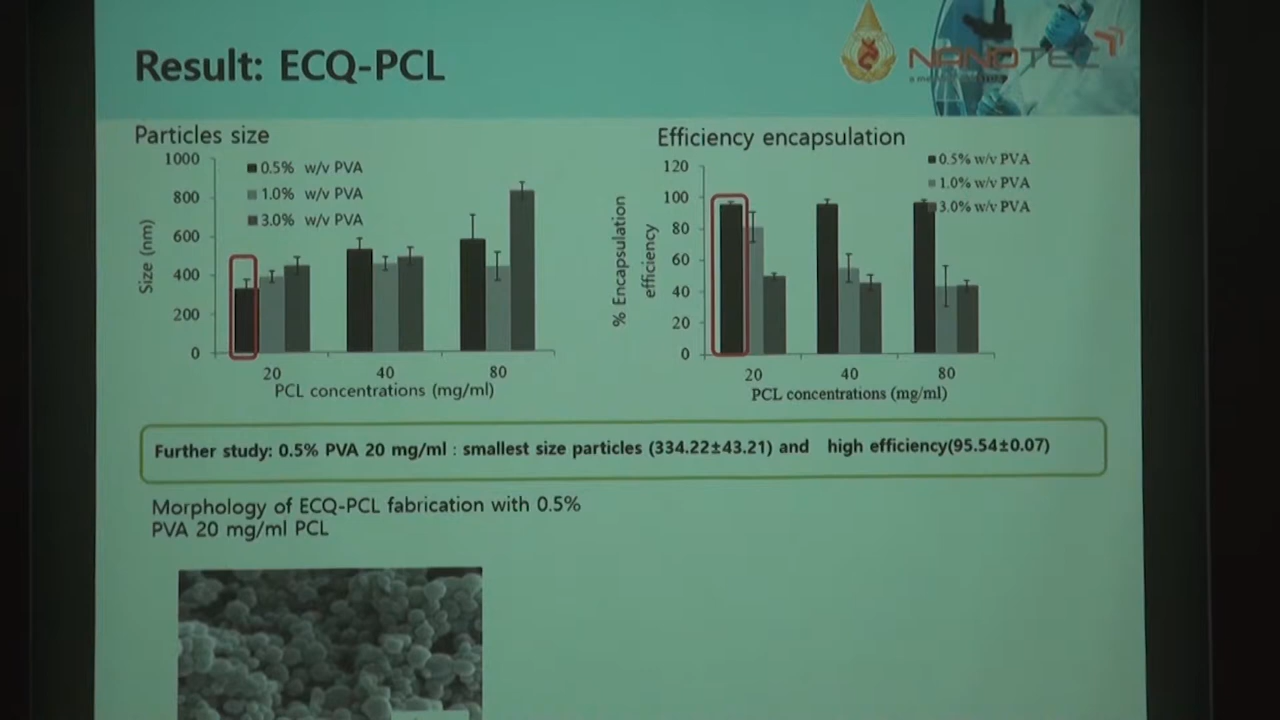 Result: ECQ-PCL
NANOTEC
Particles size
1000
800
600
400
200
0
Size (nm)
0.5% w/v PVA
1.0% w/v PVA
3.0% w/v PVA
20 40 80
PCL concentrations (mg/ml)
Efficiency encapsulation
120
100
80
60
40
20
0
% Encapsulation
efficiency
0.5% w/v PVA
1.0% w/v PVA
3.0% w/v PVA
20 40 80
PCL concentrations (mg/ml)
Further study: 0.5% PVA 20 mg/ml : smallest size particles (334.22±43.21) and high efficiency(95.54±0.07)
Morphology of ECQ-PCL fabrication with 0.5%
PVA 20 mg/ml PCL